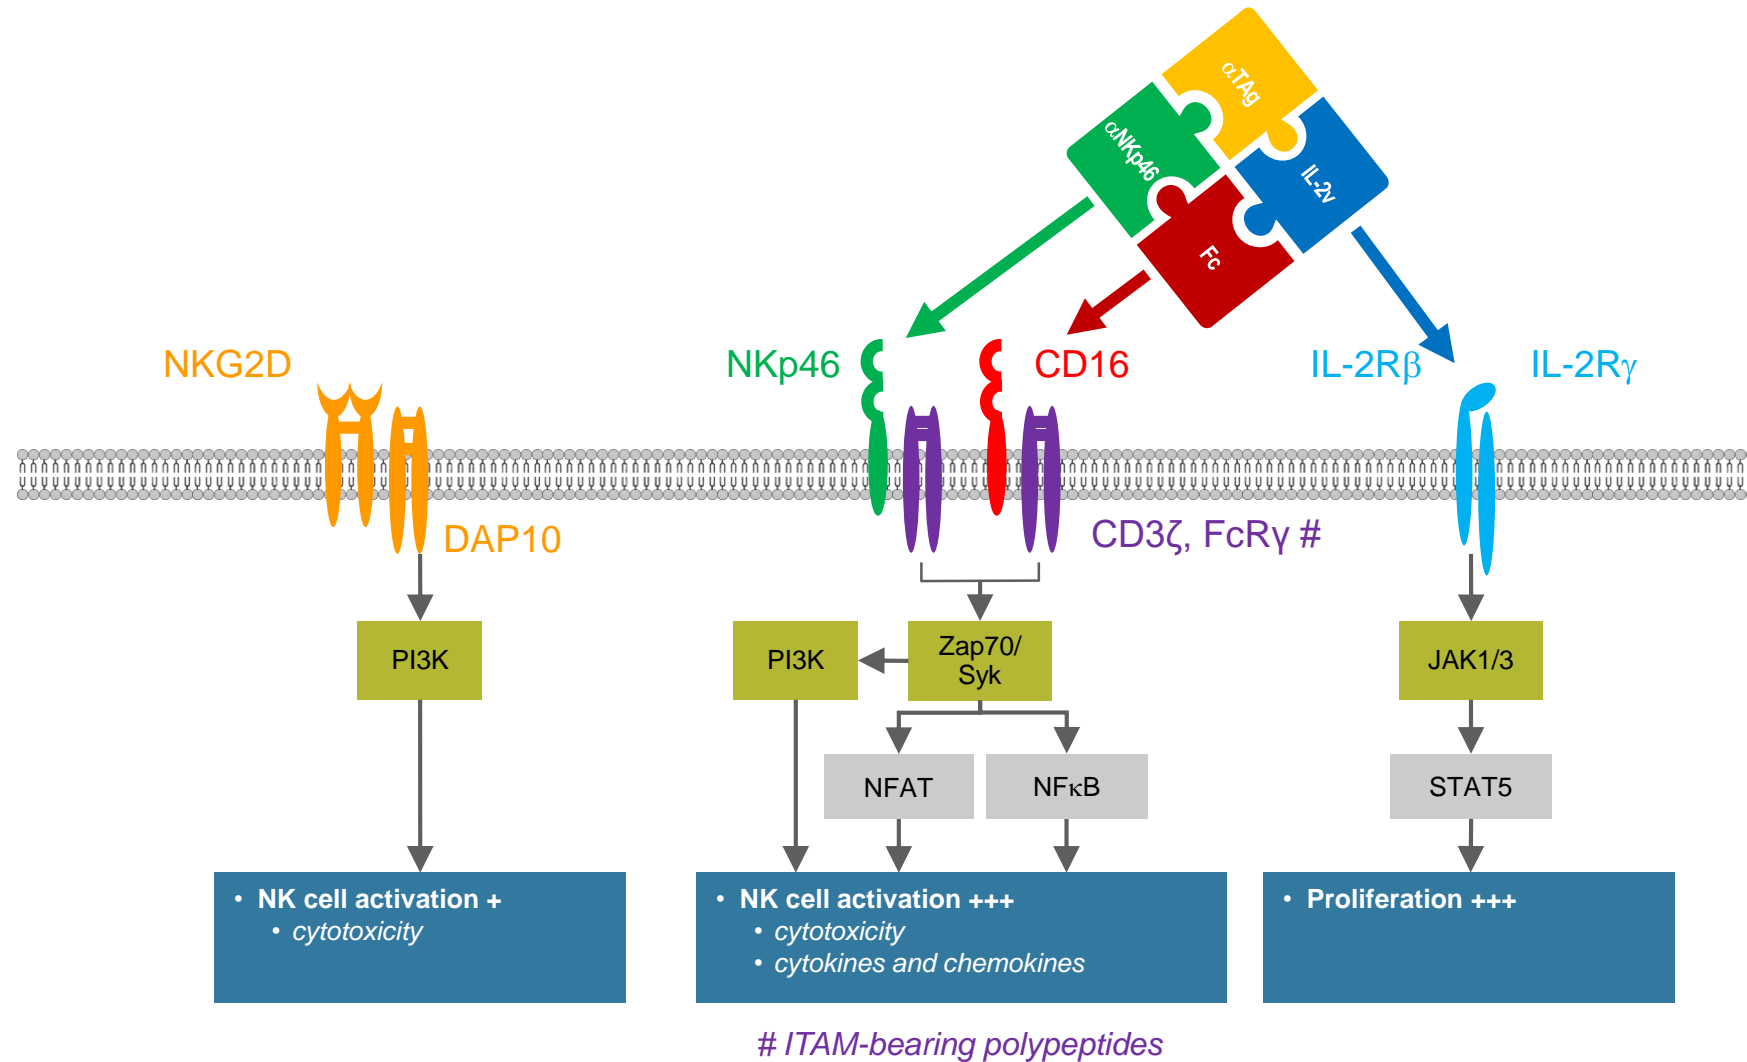 αTAg
αNKp46
IL-2v
Fc
NKG2D
NKp46
CD16
IL-2Rβ
IL-2Rγ
DAP10
CD3ζ, FcRγ #
PI3K
PI3K
Zap70/
Syk
JAK1/3
NFAT
NFκB
STAT5
• NK cell activation +
• cytotoxicity
• NK cell activation +++
• cytotoxicity
• cytokines and chemokines
• Proliferation +++
# ITAM-bearing polypeptides